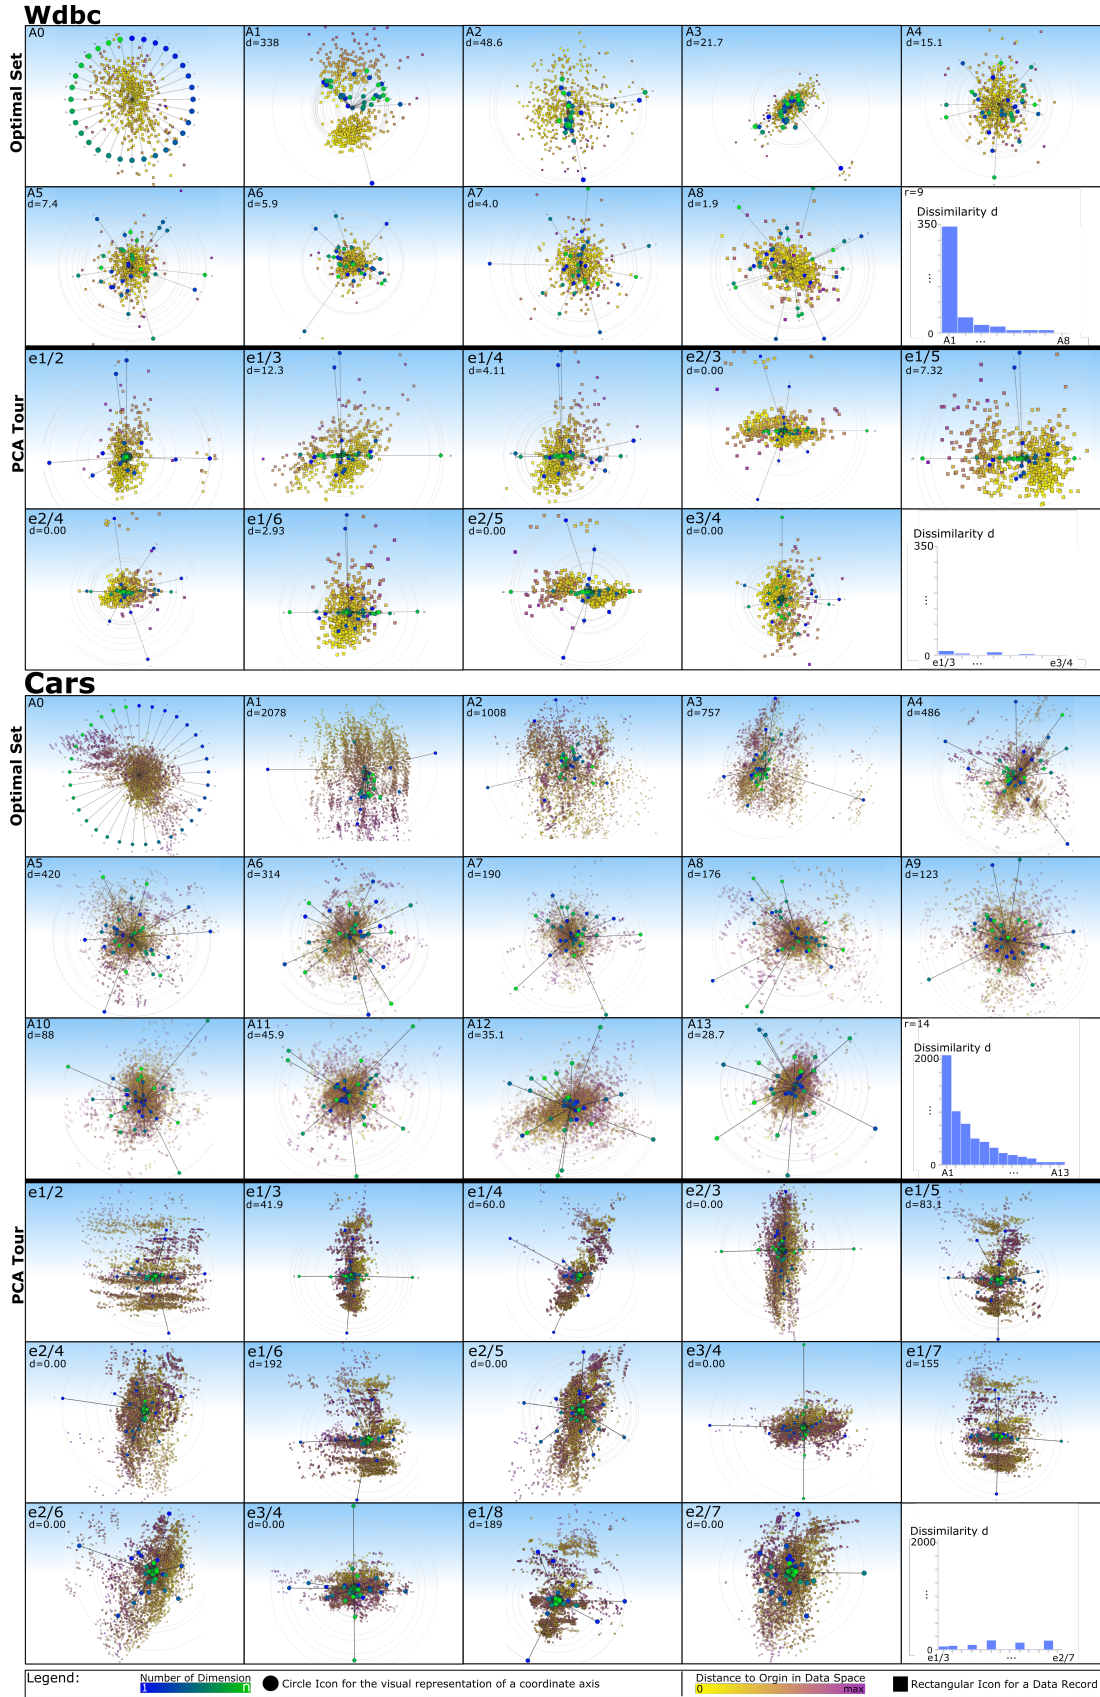 Wdbc
Optimal Set
A0
A1
d=338
A2
d=48.6
A3
d=21.7
A4
d=15.1
A5
d=7.4
A6
d=5.9
A7
d=4.0
A8
d=1.9
r=9
Dissimilarity d
350
...
0
A1 ... A8
PCA Tour
e1/2
e1/3
d=12.3
e1/4
d=4.11
e2/3
d=0.00
e1/5
d=7.32
e2/4
d=0.00
e1/6
d=2.93
e2/5
d=0.00
e3/4
d=0.00
Dissimilarity d
350
...
0
e1/3 ... e3/4
Cars
Optimal Set
A0
A1
d=2078
A2
d=1008
A3
d=757
A4
d=486
A5
d=420
A6
d=314
A7
d=190
A8
d=176
A9
d=123
A10
d=88
A11
d=45.9
A12
d=35.1
A13
d=28.7
r=14
Dissimilarity d
2000
...
0
A1 ... A13
PCA Tour
e1/2
e1/3
d=41.9
e1/4
d=60.0
e2/3
d=0.00
e1/5
d=83.1
e2/4
d=0.00
e1/6
d=192
e2/5
d=0.00
e3/4
d=0.00
e1/7
d=155
e2/6
d=0.00
e3/4
d=0.00
e1/8
d=189
e2/7
d=0.00
Dissimilarity d
2000
...
0
e1/3 ... e2/7
Legend:
Number of Dimension
1 n
Circle Icon for the visual representation of a coordinate axis
Distance to Orgin in Data Space
0 max
Rectangular Icon for a Data Record